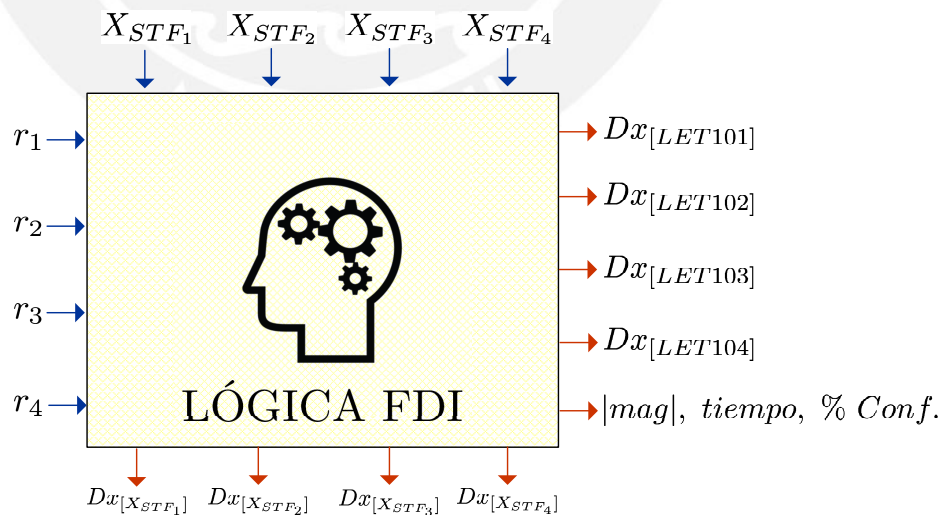 X_{STF_1} X_{STF_2} X_{STF_3} X_{STF_4}
r_1 Dx_{[LET101]}
r_2 Dx_{[LET102]}
r_3 Dx_{[LET103]}
Dx_{[LET104]}
r_4 LÓGICA FDI |mag|, tiempo, % Conf.
Dx_{[X_{STF_1}]} Dx_{[X_{STF_2}]} Dx_{[X_{STF_3}]} Dx_{[X_{STF_4}]}